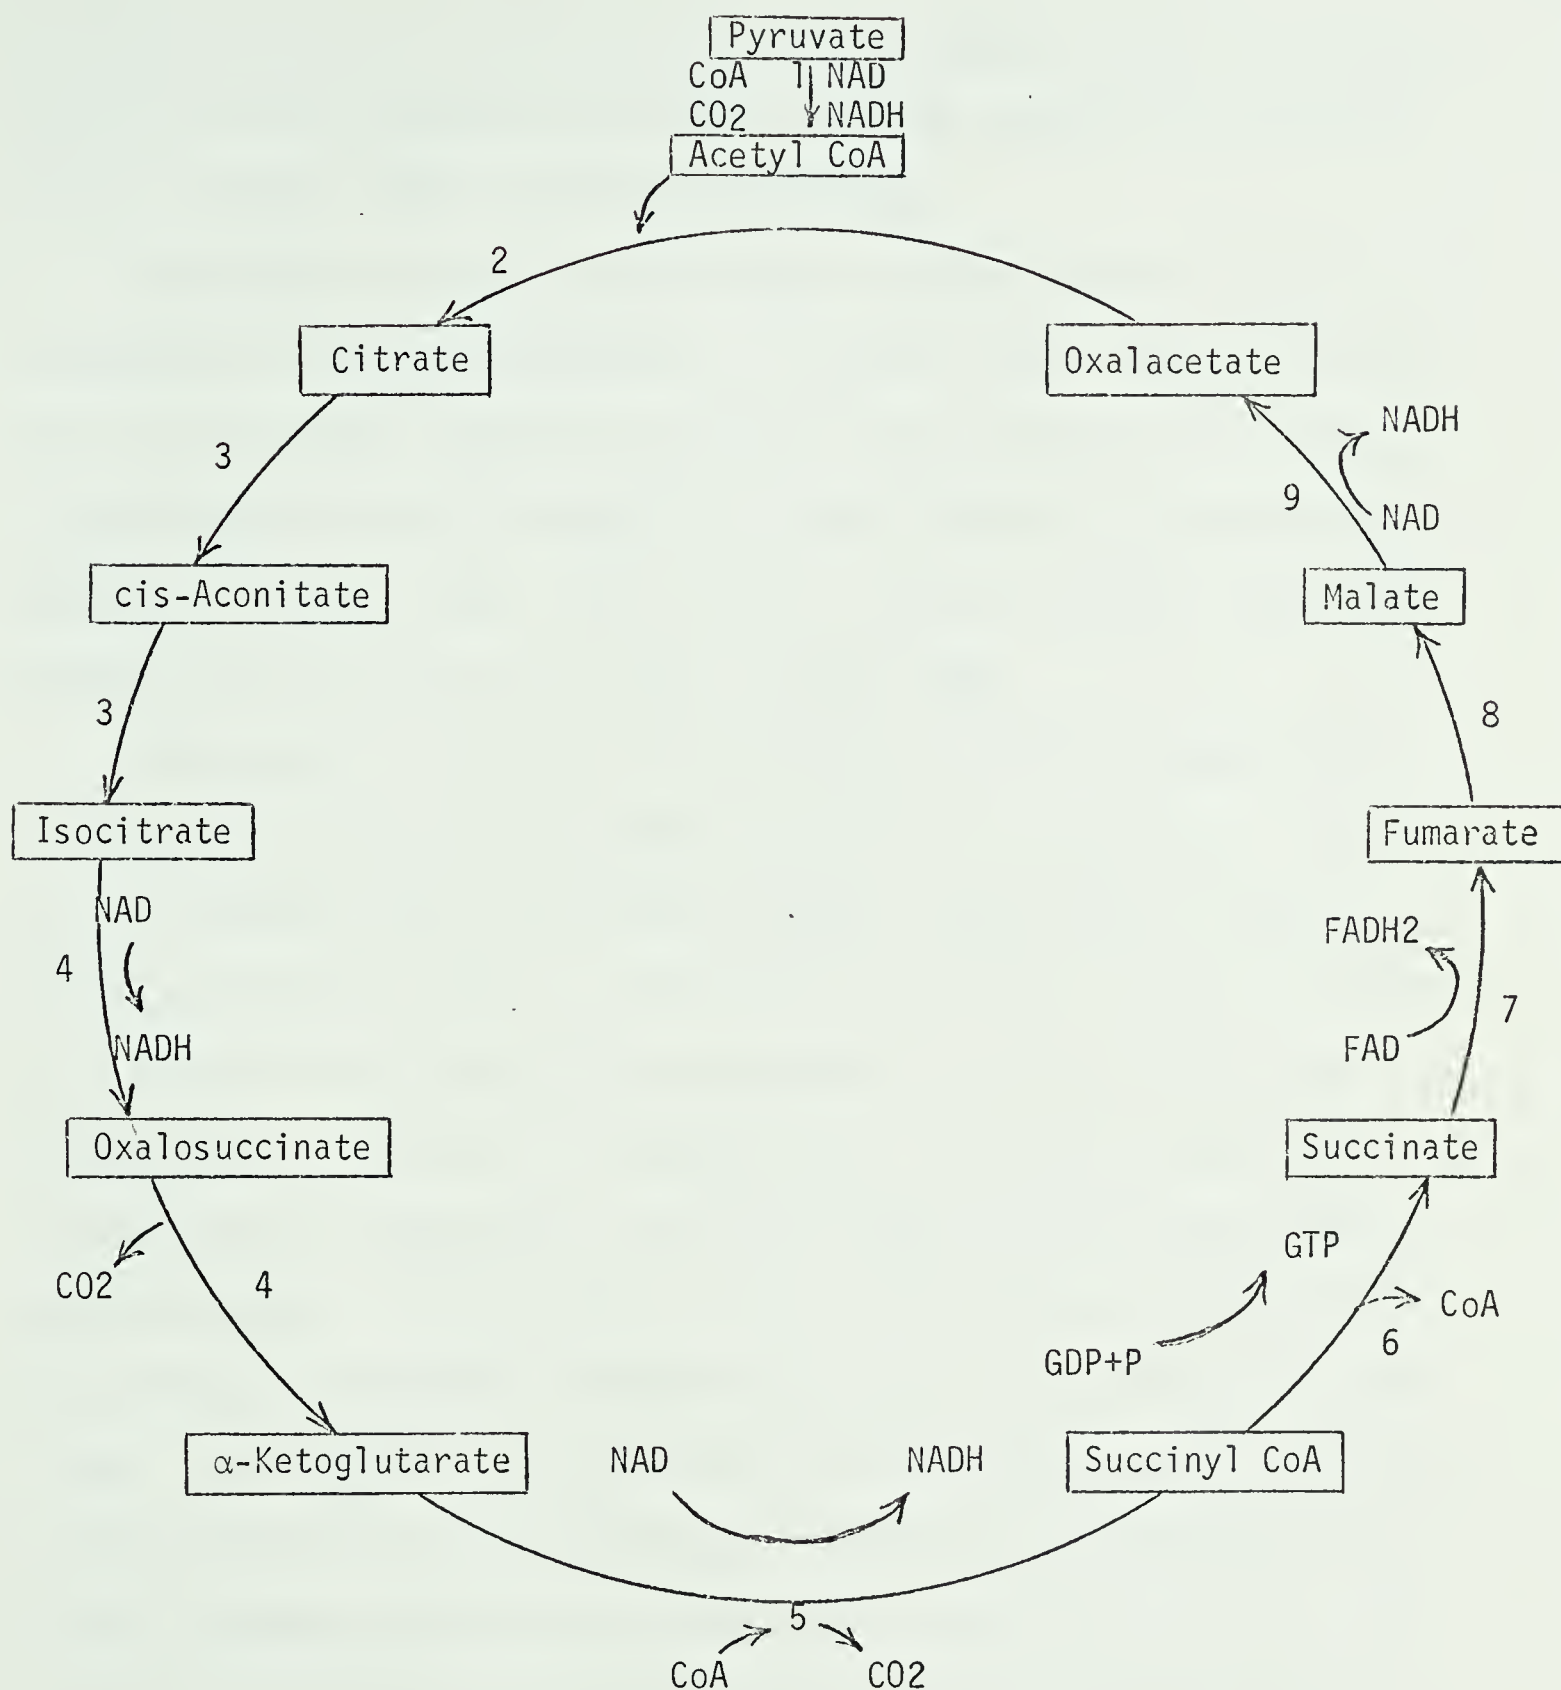 Pyruvate
CoA 1 NAD
CO2 NADH
Acetyl CoA
2
Citrate
Oxalacetate
NADH
3
9
NAD
cis-Aconitate
Malate
3
8
Isocitrate
Fumarate
NAD
FADH2
4
7
NADH
FAD
Oxalosuccinate
Succinate
GTP
CO2
4
CoA
6
GDP+P
α-Ketoglutarate
NAD
NADH
Succinyl CoA
5
CoA
CO2